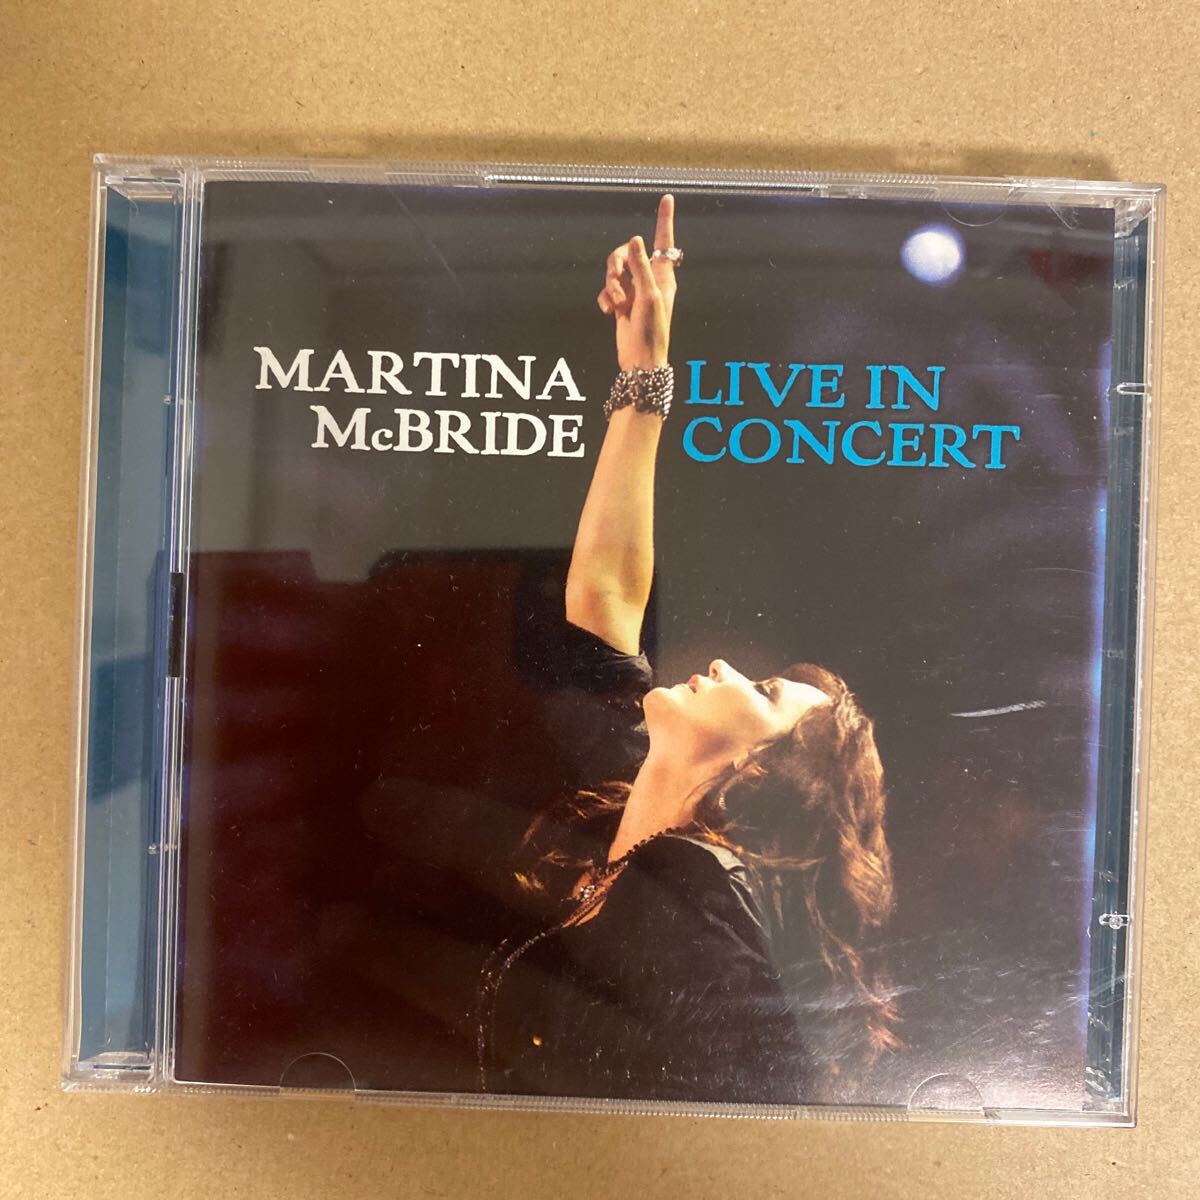 MARTINA
McBRIDE
LIVE IN
CONCERT